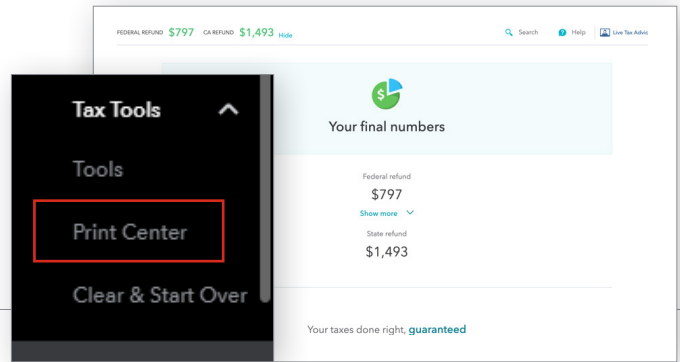 FEDERAL REFUND $797 CA REFUND $1,493 Hide
Search Help Live Tax Advic
Your final numbers
Federal refund
$797
Show more
State refund
$1,493
Your taxes done right, guaranteed
Tax Tools
Tools
Print Center
Clear & Start Over